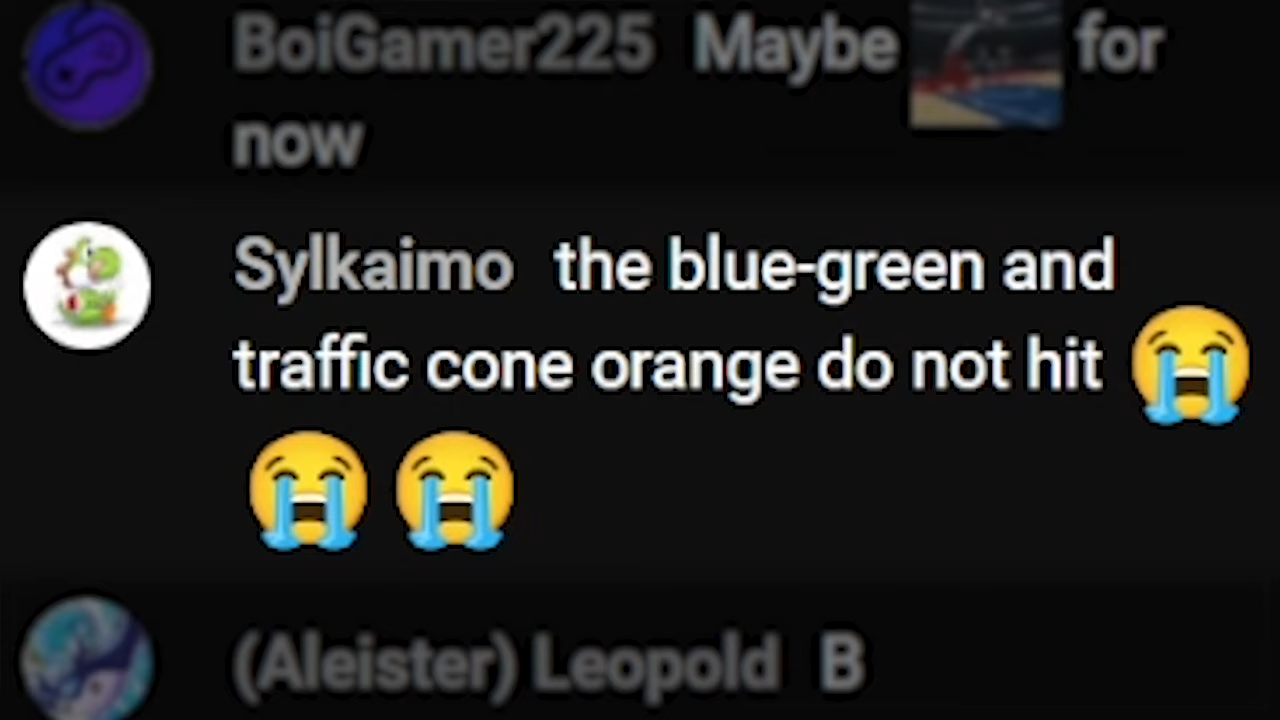 BoiGamer225 Maybe for
now
Sylkaimo the blue-green and
traffic cone orange do not hit 😭
😭 😭
(Aleister) Leopold B